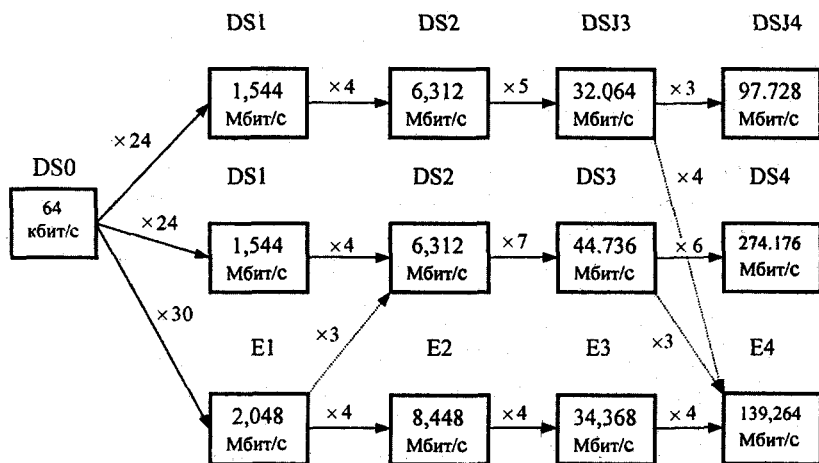 DS1 DS2 DSJ3 DSJ4
1,544 ×4 6,312 ×5 32.064 ×3 97.728
Мбит/с Мбит/с Мбит/с Мбит/с
×24
DS0 DS1 DS2 DS3 ×4 DS4
64
кбит/с
×24
1,544 ×4 6,312 ×7 44.736 ×6 274.176
Мбит/с Мбит/с Мбит/с Мбит/с
×30
E1 ×3 E2 E3 ×3 E4
2,048 ×4 8,448 ×4 34,368 ×4 139,264
Мбит/с Мбит/с Мбит/с Мбит/с